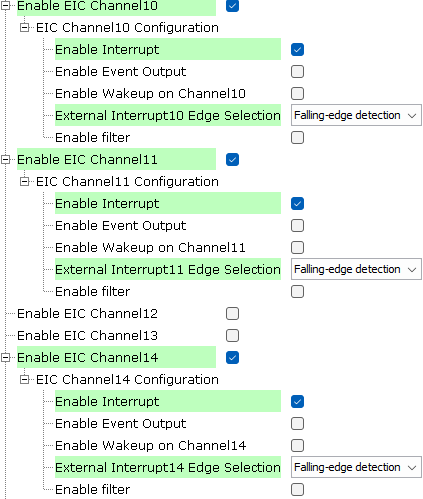 Enable EIC Channel10
EIC Channel10 Configuration
Enable Interrupt
Enable Event Output
Enable Wakeup on Channel10
External Interrupt10 Edge Selection Falling-edge detection
Enable filter
Enable EIC Channel11
EIC Channel11 Configuration
Enable Interrupt
Enable Event Output
Enable Wakeup on Channel11
External Interrupt11 Edge Selection Falling-edge detection
Enable filter
Enable EIC Channel12
Enable EIC Channel13
Enable EIC Channel14
EIC Channel14 Configuration
Enable Interrupt
Enable Event Output
Enable Wakeup on Channel14
External Interrupt14 Edge Selection Falling-edge detection
Enable filter